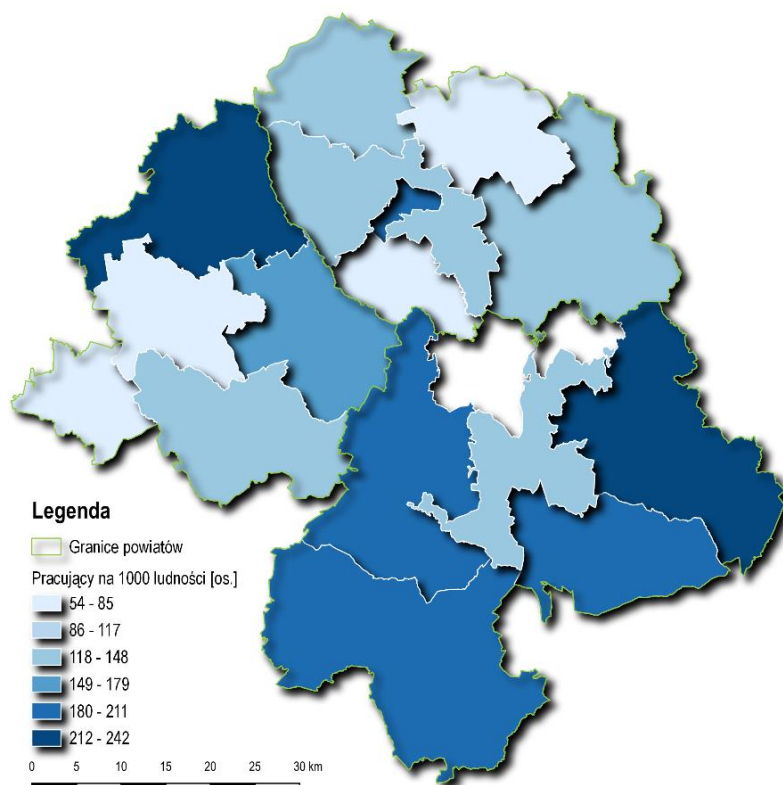 Legenda
Granice powiatów
Pracujący na 1000 ludności [os.]
54 - 85
86 - 117
118 - 148
149 - 179
180 - 211
212 - 242
0 5 10 15 20 30 km